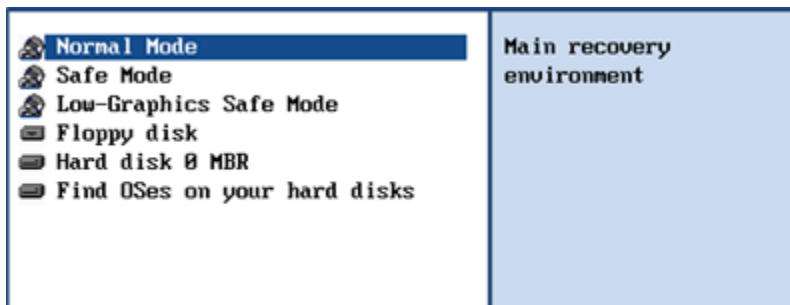 Normal Mode
Safe Mode
Low-Graphics Safe Mode
Floppy disk
Hard disk 0 MBR
Find OSes on your hard disks
Main recovery
environment